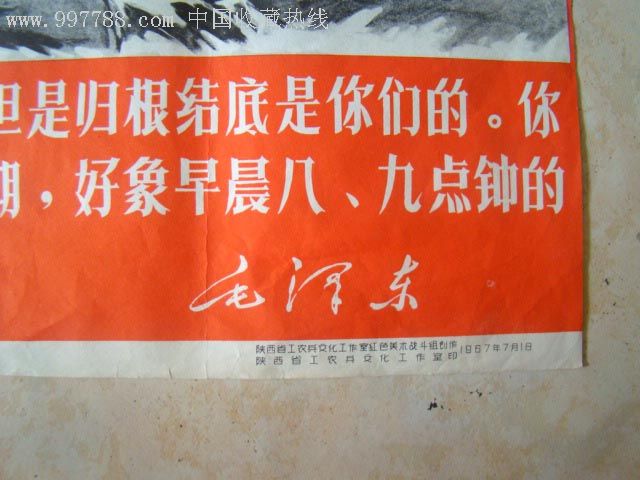 www.997788.com 中国收藏热线
但是归根结底是你们的。你
期，好象早晨八、九点钟的
毛泽东
陕西省工农兵文化工作室红色美术战斗组创作 1967年7月1日
陕西省工农兵文化工作室印